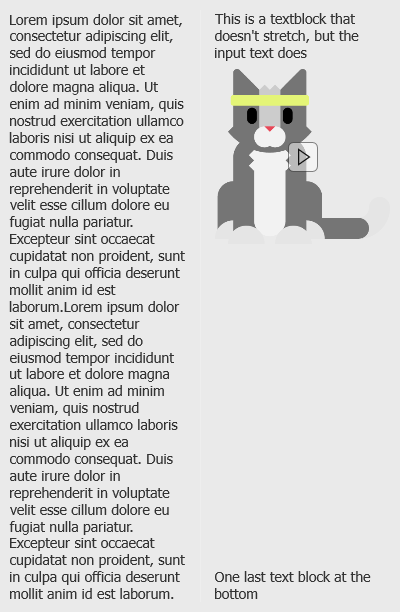 Lorem ipsum dolor sit amet,
consectetur adipiscing elit,
sed do eiusmod tempor
incididunt ut labore et
dolore magna aliqua. Ut
enim ad minim veniam, quis
nostrud exercitation ullamco
laboris nisi ut aliquip ex ea
commodo consequat. Duis
aute irure dolor in
reprehenderit in voluptate
velit esse cillum dolore eu
fugiat nulla pariatur.
Excepteur sint occaecat
cupidatat non proident, sunt
in culpa qui officia deserunt
mollit anim id est
laborum.Lorem ipsum dolor
sit amet, consectetur
adipiscing elit, sed do
eiusmod tempor incididunt
ut labore et dolore magna
aliqua. Ut enim ad minim
veniam, quis nostrud
exercitation ullamco laboris
nisi ut aliquip ex ea
commodo consequat. Duis
aute irure dolor in
reprehenderit in voluptate
velit esse cillum dolore eu
fugiat nulla pariatur.
Excepteur sint occaecat
cupidatat non proident, sunt
in culpa qui officia deserunt
mollit anim id est laborum.
This is a textblock that
doesn't stretch, but the
input text does
One last text block at the
bottom